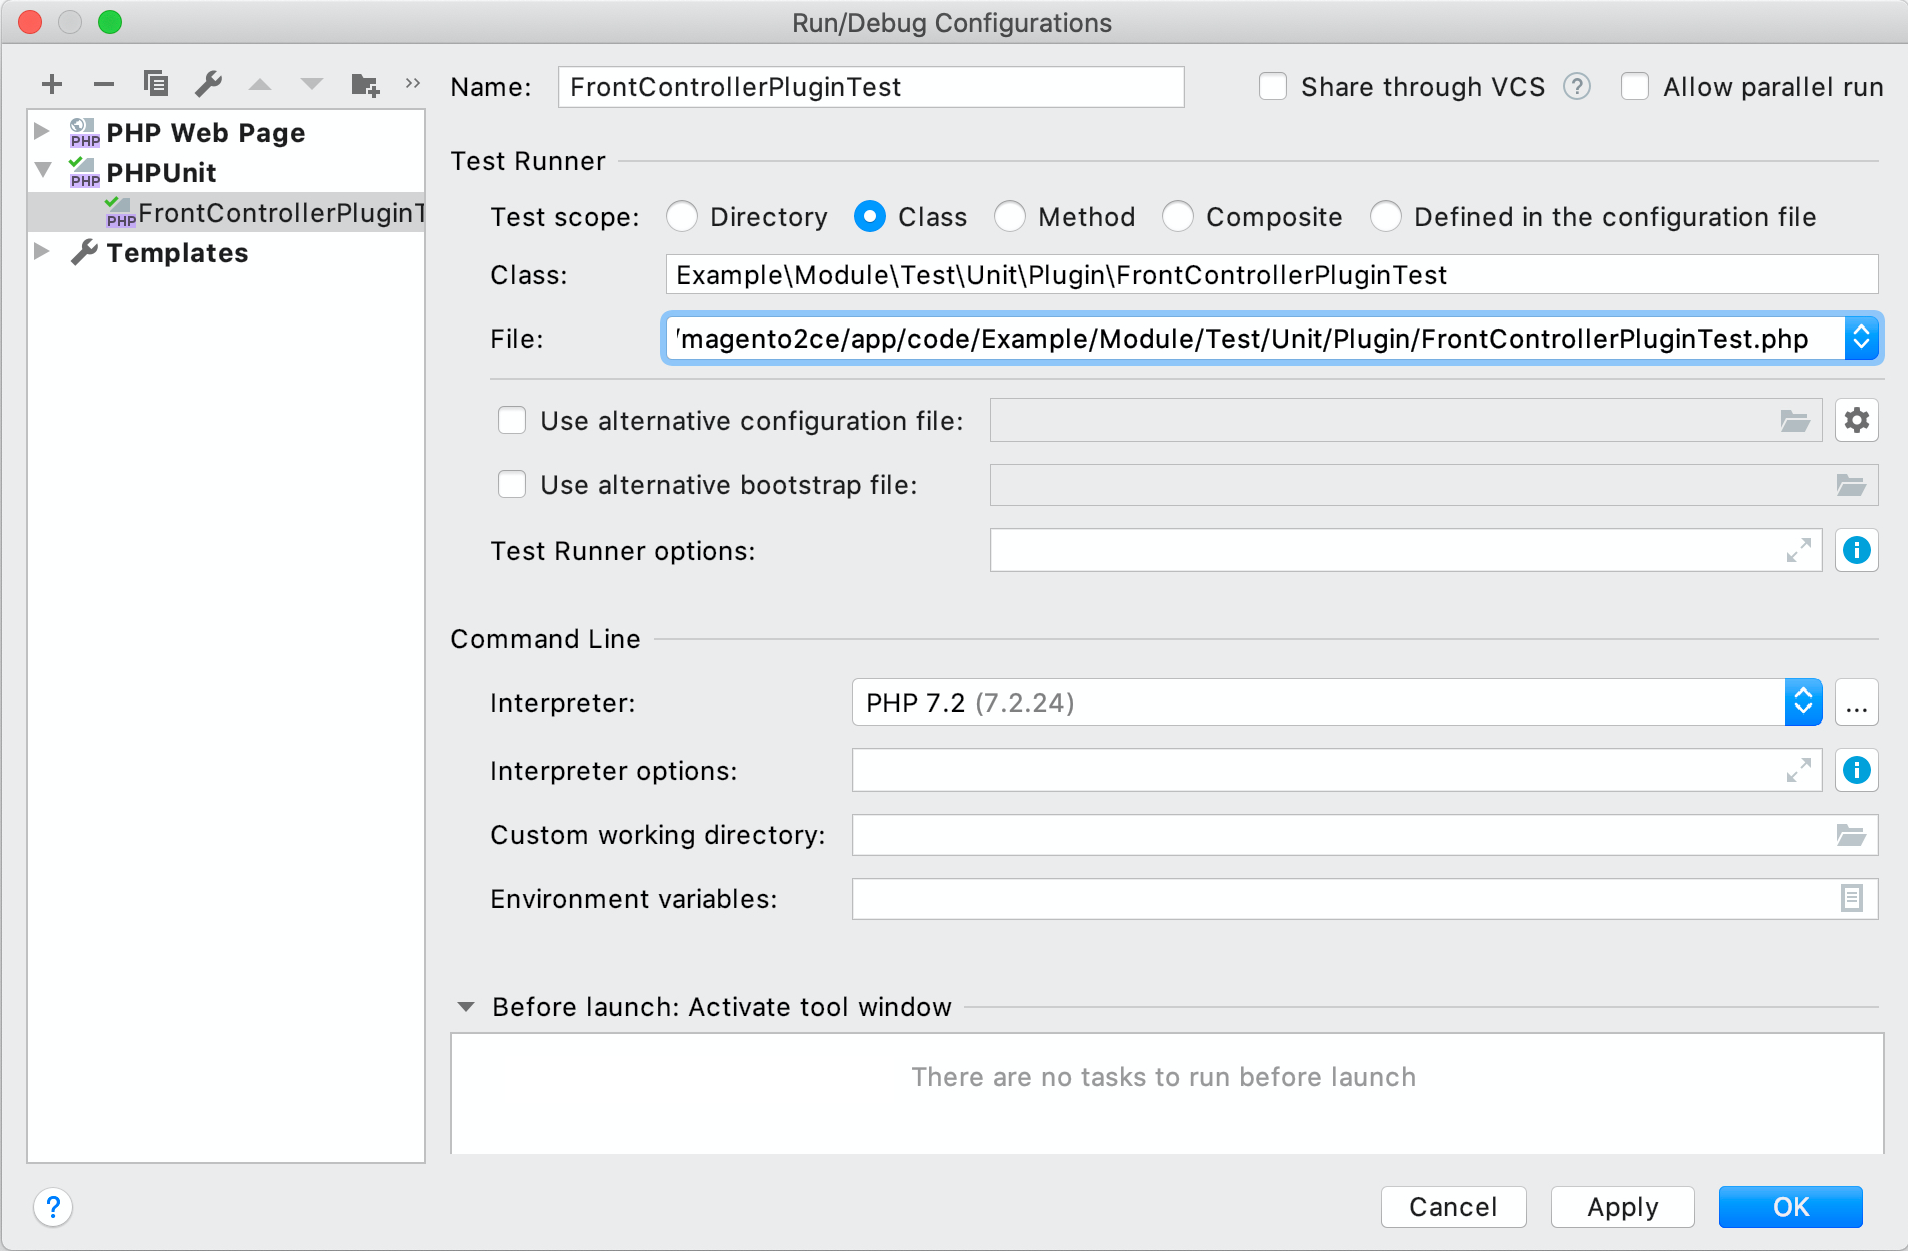 Run/Debug Configurations
Name: FrontControllerPluginTest Share through VCS ? Allow parallel run
PHP PHP Web Page
PHP PHPUnit
PHP FrontControllerPluginT
Templates
Test Runner
Test scope: Directory Class Method Composite Defined in the configuration file
Class: Example\Module\Test\Unit\Plugin\FrontControllerPluginTest
File: /magento2ce/app/code/Example/Module/Test/Unit/Plugin/FrontControllerPluginTest.php
Use alternative configuration file:
Use alternative bootstrap file:
Test Runner options:
Command Line
Interpreter: PHP 7.2 (7.2.24) ...
Interpreter options:
Custom working directory:
Environment variables:
Before launch: Activate tool window
There are no tasks to run before launch
? Cancel Apply OK